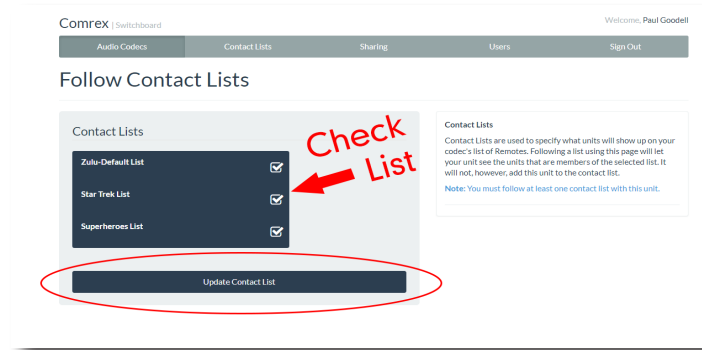 Comrex | Switchboard
Welcome, Paul Goodell
Audio Codecs Contact Lists Sharing Users Sign Out
Follow Contact Lists
Contact Lists
Zulu-Default List
Star Trek List
Superheroes List
Update Contact List
Check
List
Contact Lists
Contact Lists are used to specify what units will show up on your
codec's list of Remotes. Following a list using this page will let
your unit see the units that are members of the selected list. It
will not, however, add this unit to the contact list.
Note: You must follow at least one contact list with this unit.